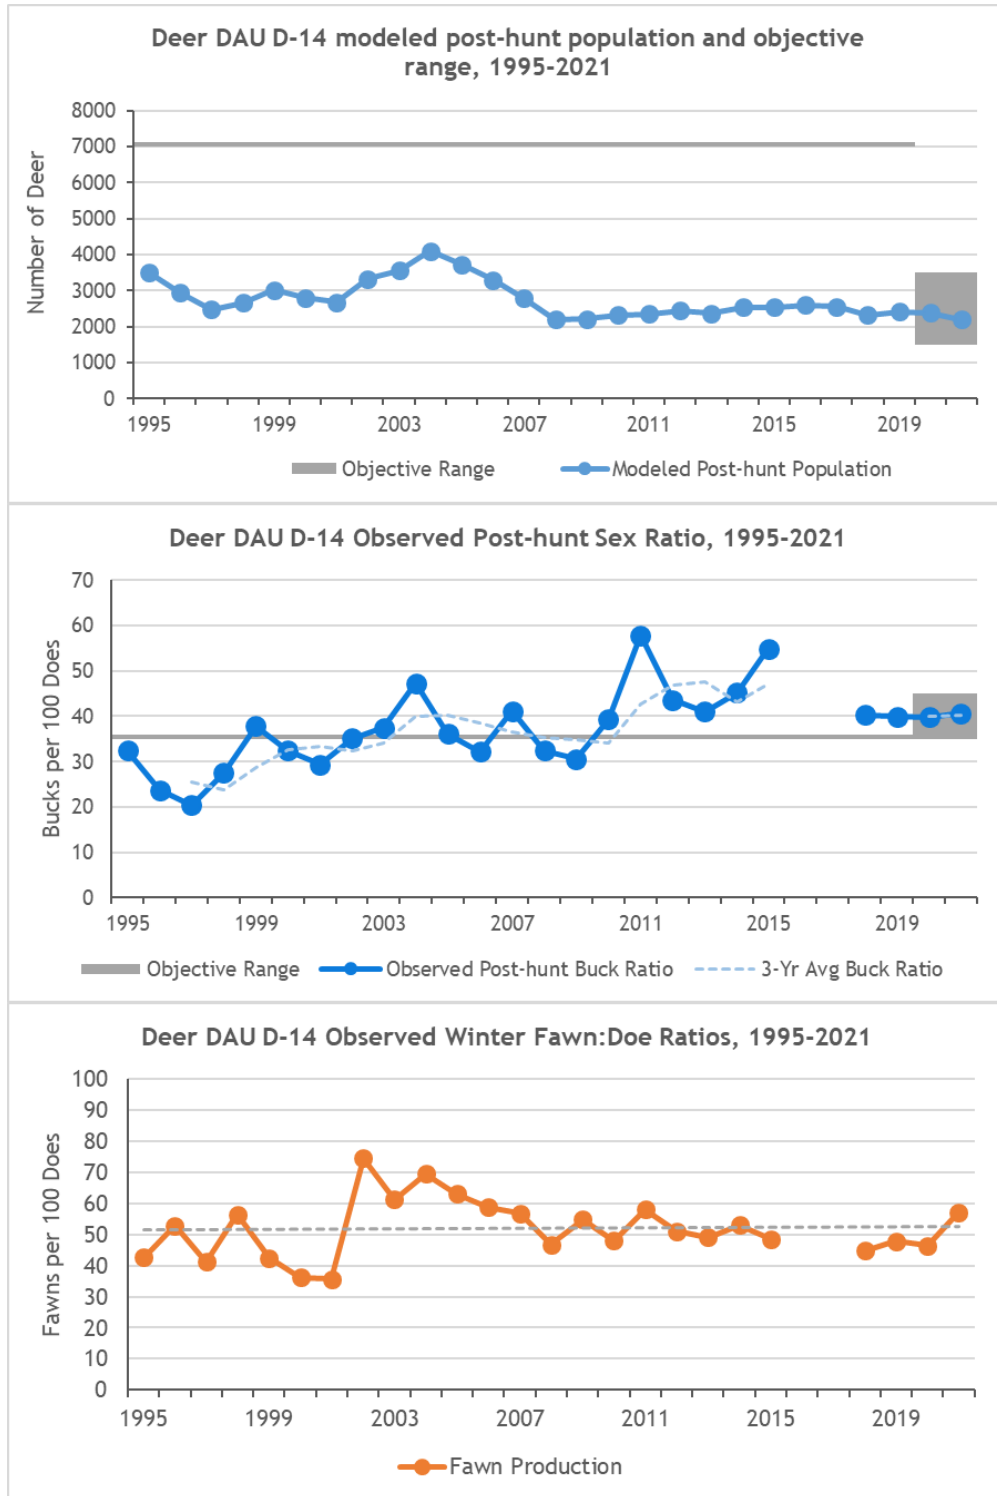 Deer DAU D-14 modeled post-hunt population and objective
range, 1995-2021
Number of Deer
8000
7000
6000
5000
4000
3000
2000
1000
0
1995 1999 2003 2007 2011 2015 2019
Objective Range Modeled Post-hunt Population
Deer DAU D-14 Observed Post-hunt Sex Ratio, 1995-2021
Bucks per 100 Does
70
60
50
40
30
20
10
0
1995 1999 2003 2007 2011 2015 2019
Objective Range Observed Post-hunt Buck Ratio 3-Yr Avg Buck Ratio
Deer DAU D-14 Observed Winter Fawn:Doe Ratios, 1995-2021
Fawns per 100 Does
100
90
80
70
60
50
40
30
20
10
0
1995 1999 2003 2007 2011 2015 2019
Fawn Production